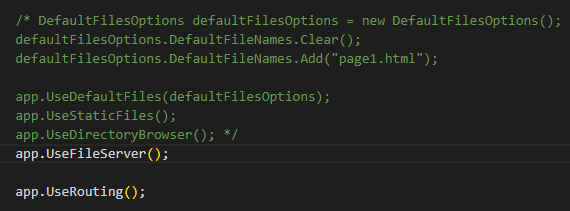 /* DefaultFilesOptions defaultFilesOptions = new DefaultFilesOptions();
defaultFilesOptions.DefaultFileNames.Clear();
defaultFilesOptions.DefaultFileNames.Add("page1.html");

app.UseDefaultFiles(defaultFilesOptions);
app.UseStaticFiles();
app.UseDirectoryBrowser(); */
app.UseFileServer();

app.UseRouting();